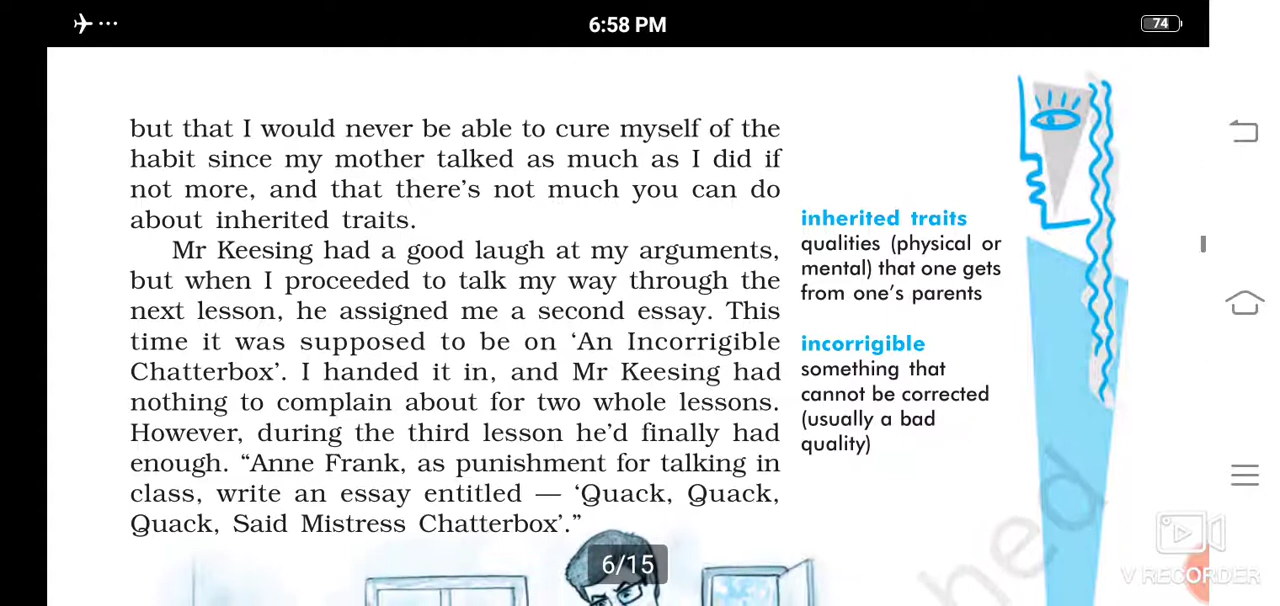 6:58 PM
74
but that I would never be able to cure myself of the
habit since my mother talked as much as I did if
not more, and that there's not much you can do
about inherited traits.
Mr Keesing had a good laugh at my arguments,
but when I proceeded to talk my way through the
next lesson, he assigned me a second essay. This
time it was supposed to be on ‘An Incorrigible
Chatterbox’. I handed it in, and Mr Keesing had
nothing to complain about for two whole lessons.
However, during the third lesson he'd finally had
enough. “Anne Frank, as punishment for talking in
class, write an essay entitled — ‘Quack, Quack,
Quack, Said Mistress Chatterbox’.”
inherited traits
qualities (physical or
mental) that one gets
from one's parents
incorrigible
something that
cannot be corrected
(usually a bad
quality)
6/15
hed
V RECORDER